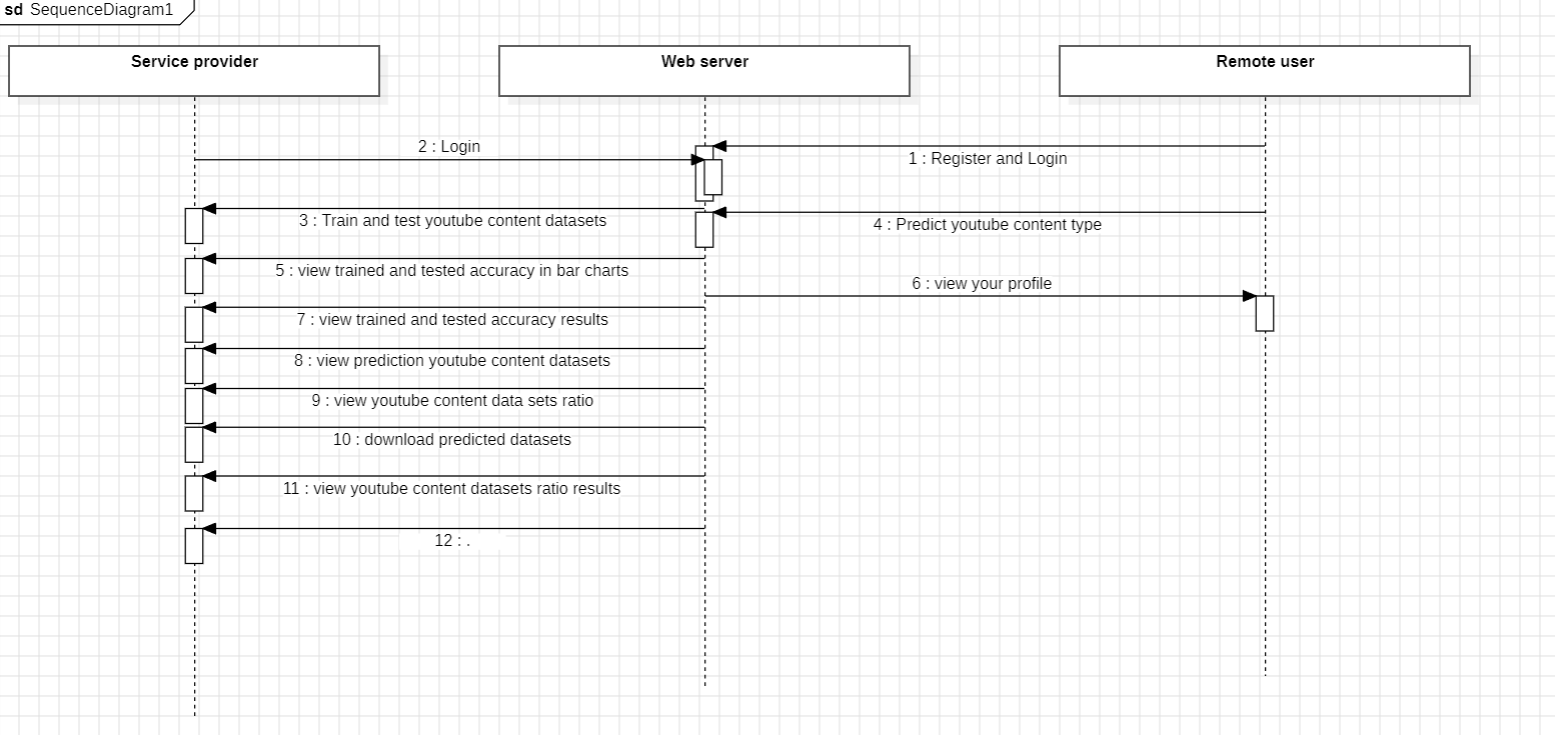 sd SequenceDiagram1
Service provider
Web server
Remote user
2 : Login
1 : Register and Login
3 : Train and test youtube content datasets
4 : Predict youtube content type
5 : view trained and tested accuracy in bar charts
6 : view your profile
7 : view trained and tested accuracy results
8 : view prediction youtube content datasets
9 : view youtube content data sets ratio
10 : download predicted datasets
11 : view youtube content datasets ratio results
12 : .